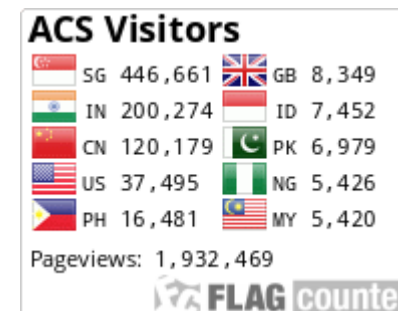 ACS Visitors
SG 446,661 GB 8,349
IN 200,274 ID 7,452
CN 120,179 PK 6,979
US 37,495 NG 5,426
PH 16,481 MY 5,420
Pageviews: 1,932,469
FLAG counte